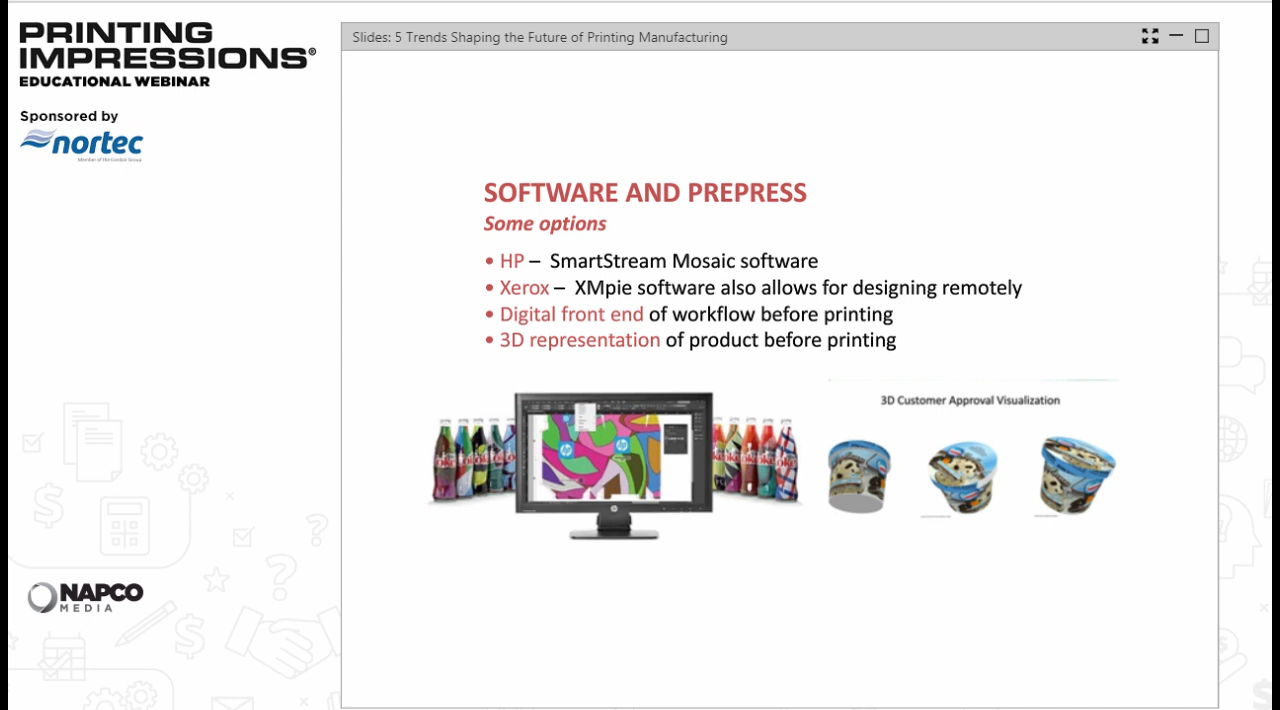 PRINTING
IMPRESSIONS®
EDUCATIONAL WEBINAR
Sponsored by
nortec
Slides: 5 Trends Shaping the Future of Printing Manufacturing
SOFTWARE AND PREPRESS
Some options
• HP – SmartStream Mosaic software
• Xerox – XMpie software also allows for designing remotely
• Digital front end of workflow before printing
• 3D representation of product before printing
3D Customer Approval Visualization
NAPCO
MEDIA